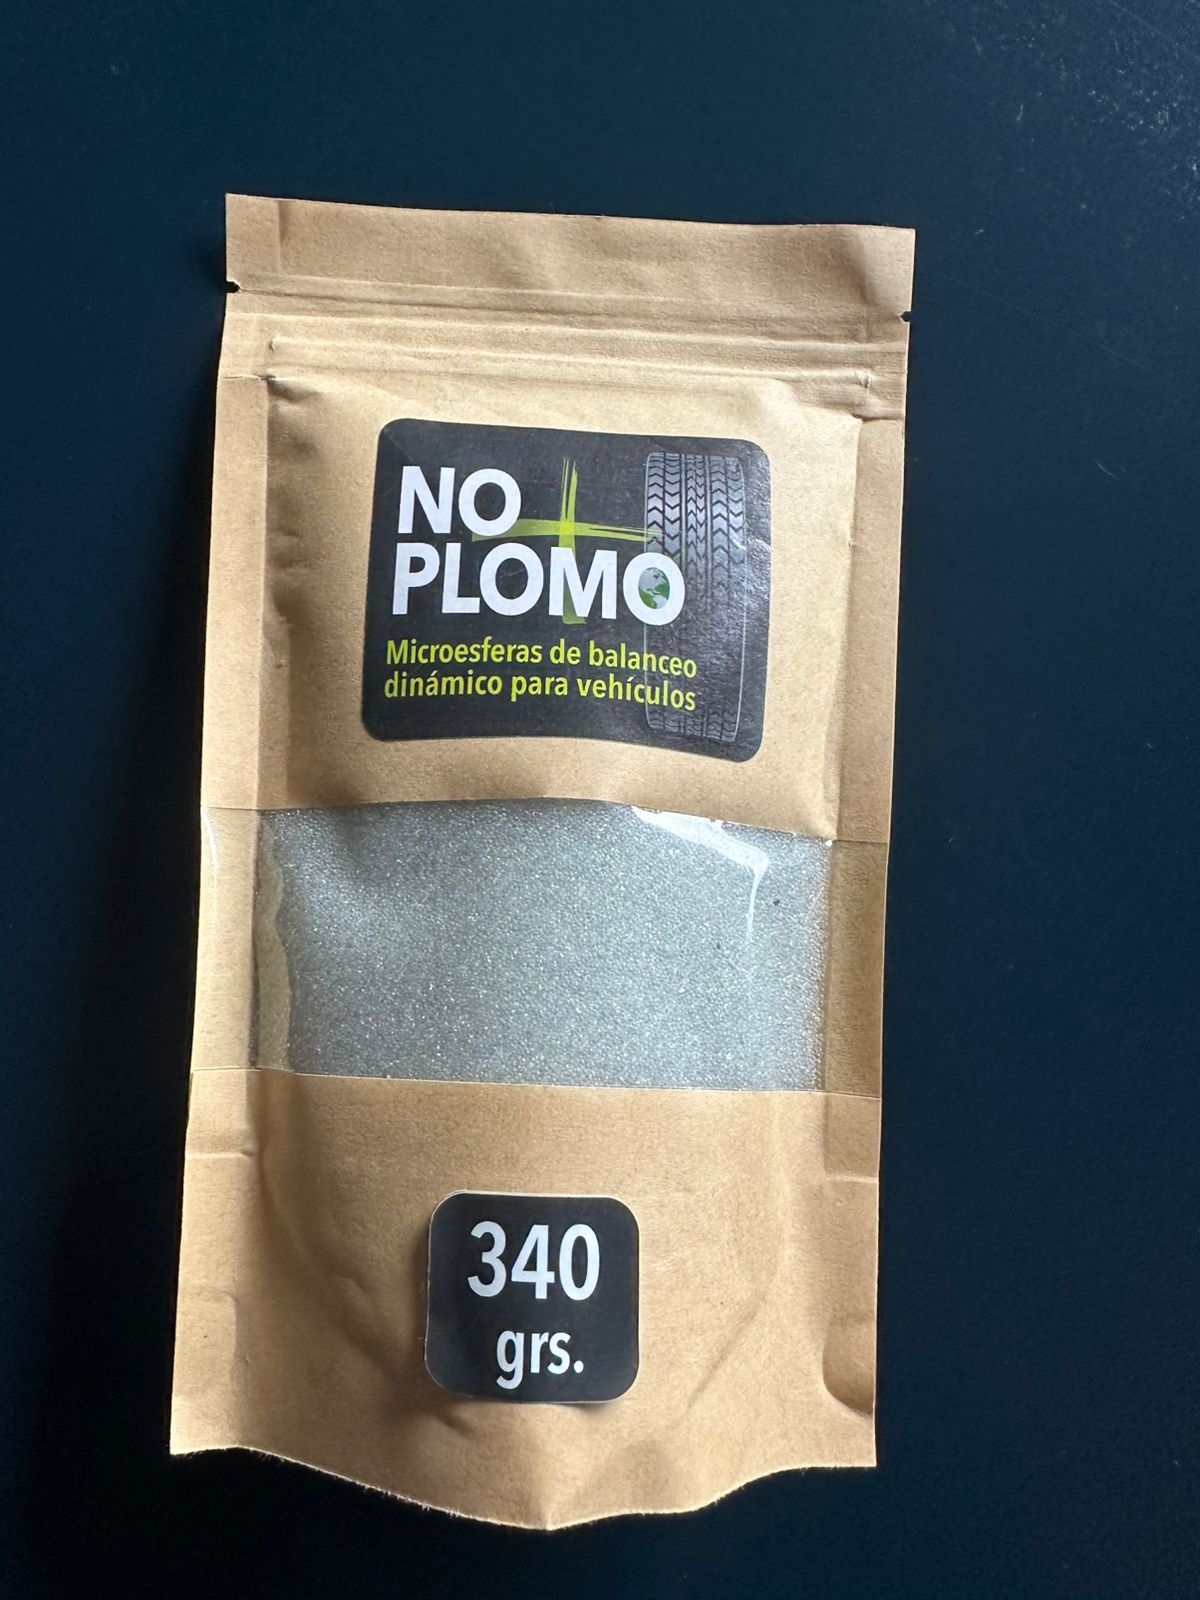 NO
PLOMO
Microesferas de balanceo
dinámico para vehículos
340
grs.